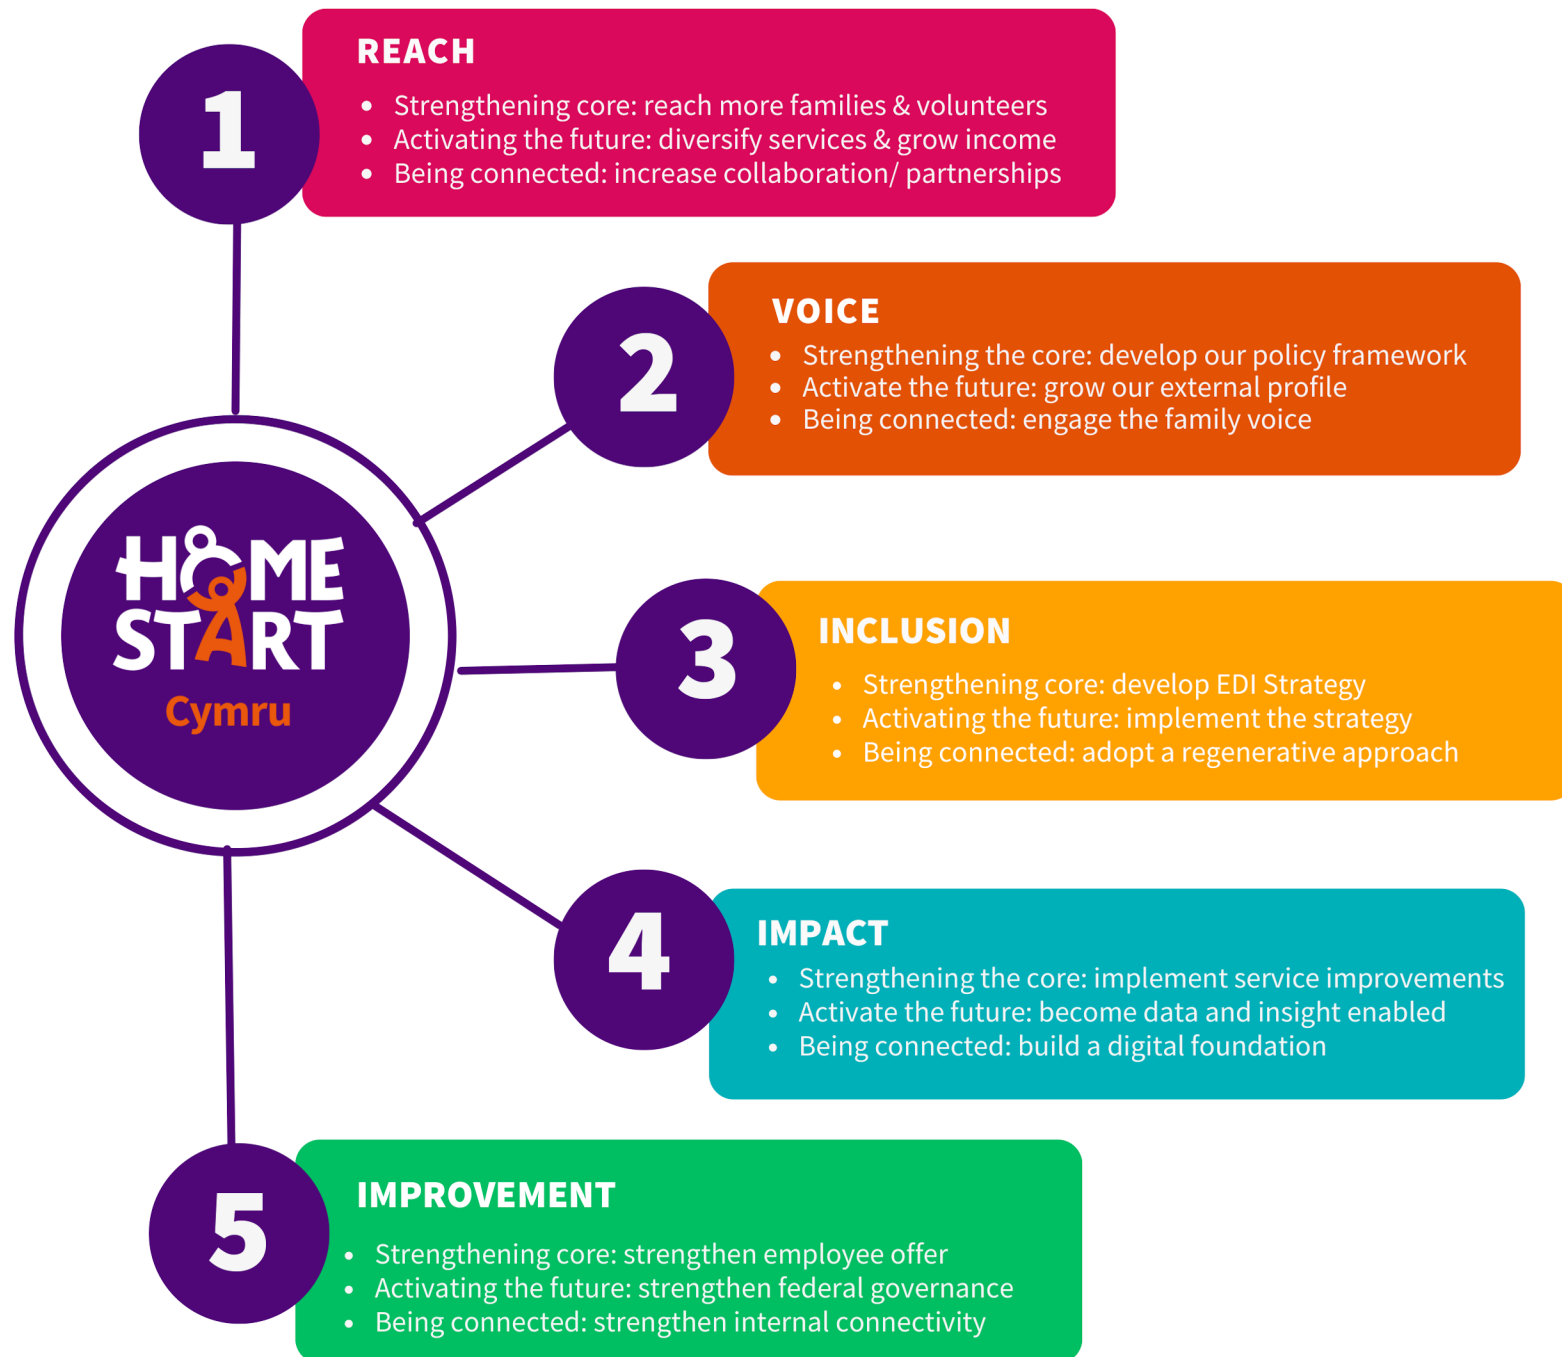 1
REACH
• Strengthening core: reach more families & volunteers
• Activating the future: diversify services & grow income
• Being connected: increase collaboration/ partnerships
2
VOICE
• Strengthening the core: develop our policy framework
• Activate the future: grow our external profile
• Being connected: engage the family voice
HOME
START
Cymru
3
INCLUSION
• Strengthening core: develop EDI Strategy
• Activating the future: implement the strategy
• Being connected: adopt a regenerative approach
4
IMPACT
• Strengthening the core: implement service improvements
• Activate the future: become data and insight enabled
• Being connected: build a digital foundation
5
IMPROVEMENT
• Strengthening core: strengthen employee offer
• Activating the future: strengthen federal governance
• Being connected: strengthen internal connectivity